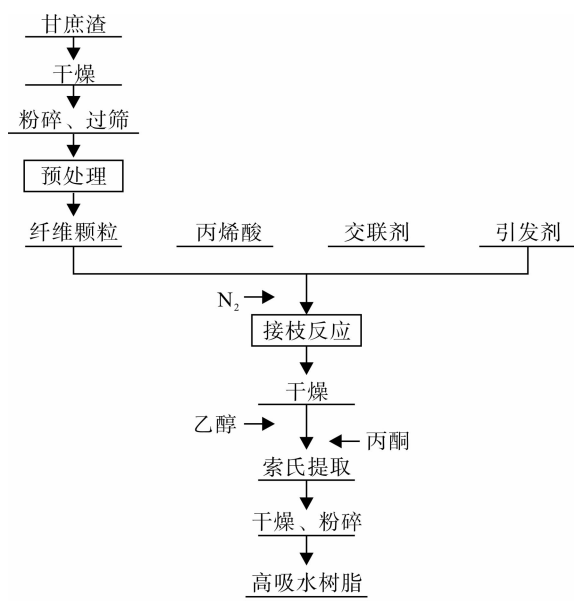 甘蔗渣
干燥
粉碎、过筛
预处理
纤维颗粒
丙烯酸
交联剂
引发剂
N₂
接枝反应
干燥
乙醇
丙酮
索氏提取
干燥、粉碎
高吸水树脂